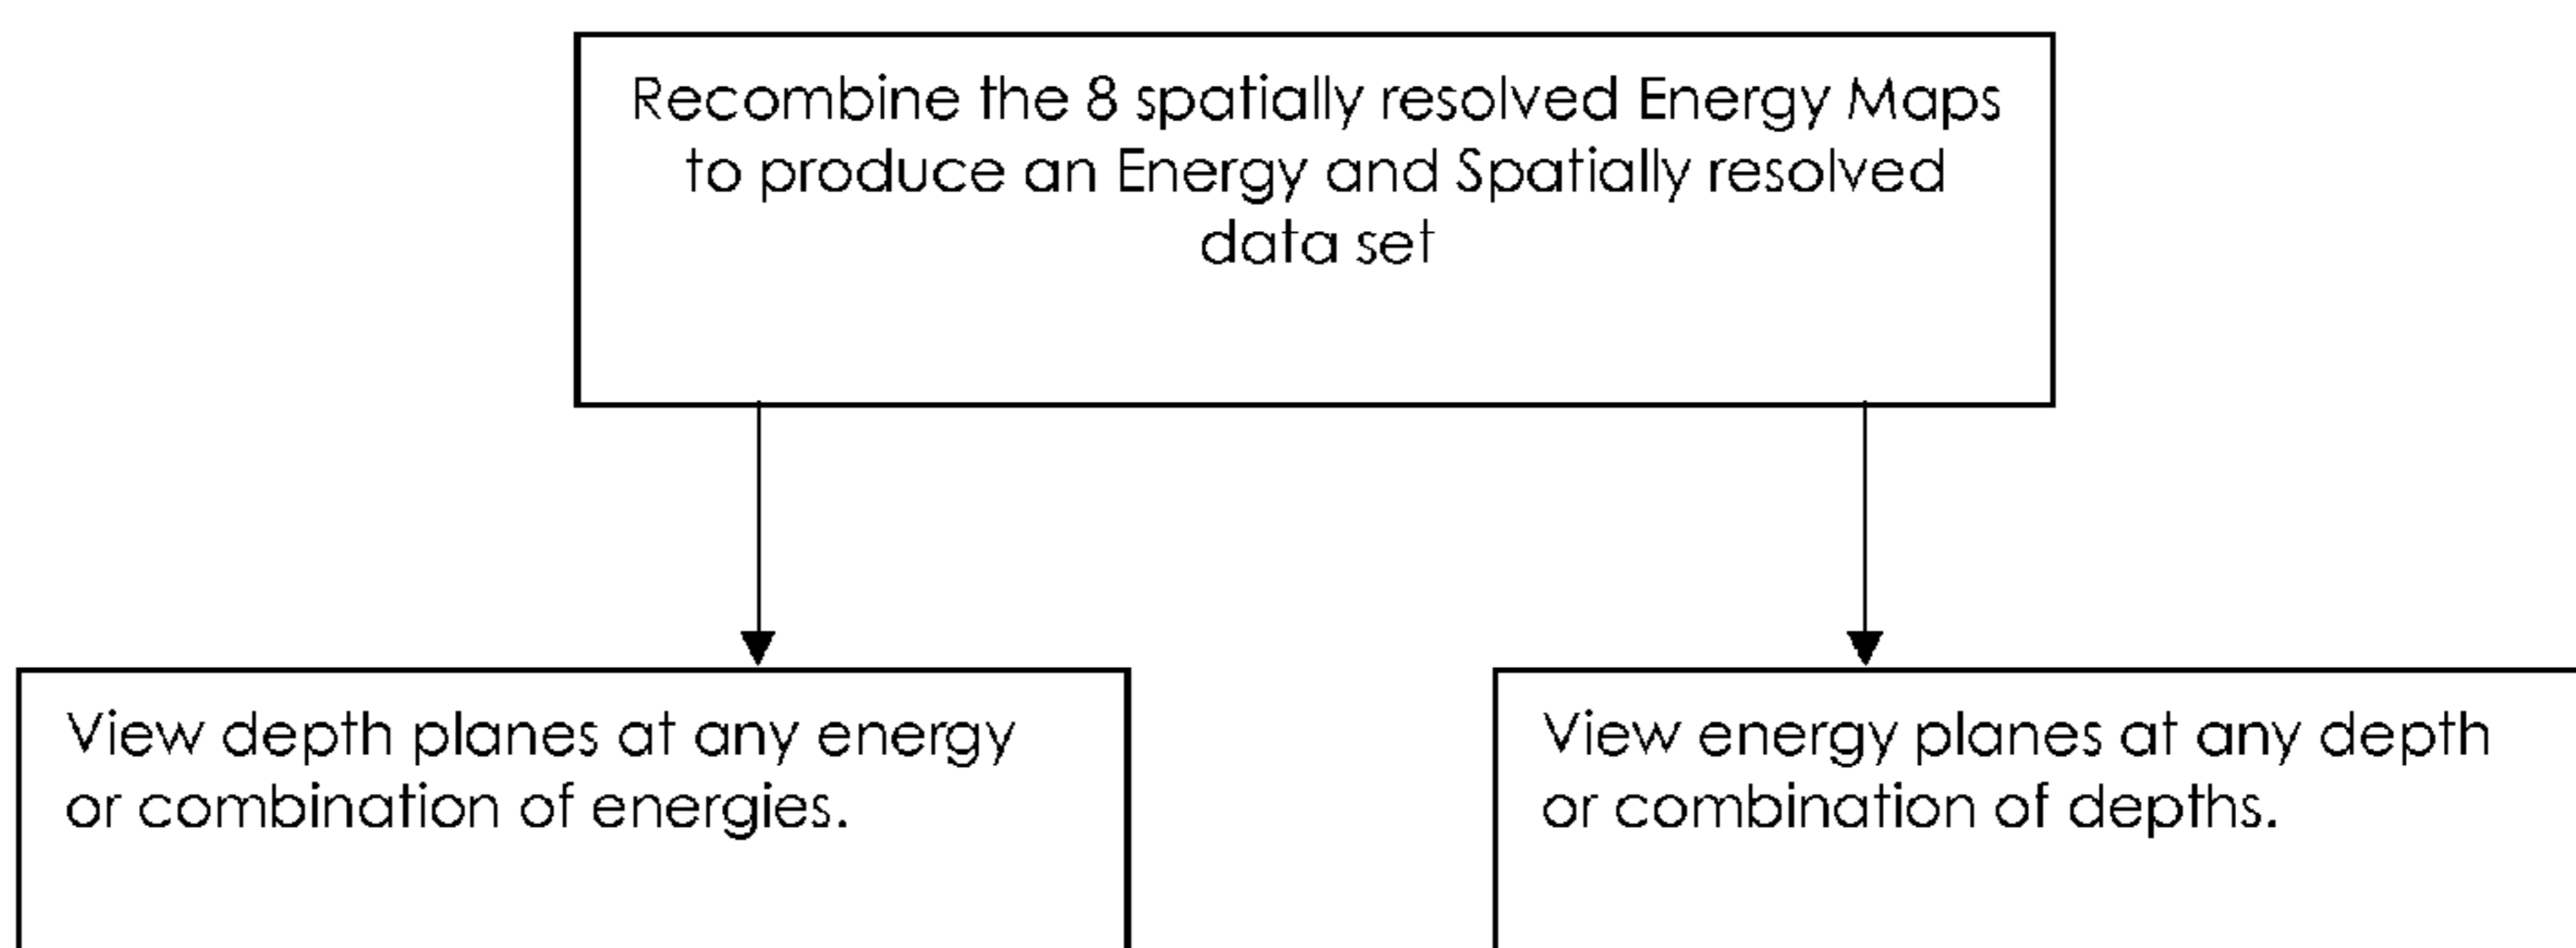 Recombine the 8 spatially resolved Energy Maps
to produce an Energy and Spatially resolved
data set
View depth planes at any energy
or combination of energies.
View energy planes at any depth
or combination of depths.